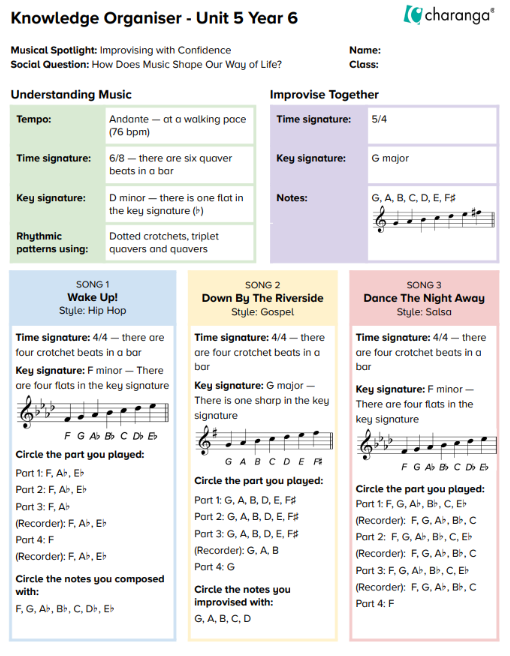 Knowledge Organiser - Unit 5 Year 6
charanga®
Musical Spotlight: Improvising with Confidence
Name:
Social Question: How Does Music Shape Our Way of Life?
Class:
Understanding Music
Tempo:
Andante — at a walking pace
(76 bpm)
Time signature:
6/8 — there are six quaver
beats in a bar
Key signature:
D minor — there is one flat in
the key signature (♭)
Rhythmic
patterns using:
Dotted crotchets, triplet
quavers and quavers
Improvise Together
Time signature:
5/4
Key signature:
G major
Notes:
G, A, B, C, D, E, F♯
SONG 1
Wake Up!
Style: Hip Hop
Time signature: 4/4 — there are
four crotchet beats in a bar
Key signature: F minor — There
are four flats in the key signature
F G A♭ B♭ C D♭ E♭
Circle the part you played:
Part 1: F, A♭, E♭
Part 2: F, A♭, E♭
Part 3: F, A♭
(Recorder): F, A♭, E♭
Part 4: F
(Recorder): F, A♭, E♭
Circle the notes you composed
with:
F, G, A♭, B♭, C, D♭, E♭
SONG 2
Down By The Riverside
Style: Gospel
Time signature: 4/4 — there
are four crotchet beats in a
bar
Key signature: G major —
There is one sharp in the key
signature
G A B C D E F♯
Circle the part you played:
Part 1: G, A, B, D, E, F♯
Part 2: G, A, B, D, E, F♯
Part 3: G, A, B, D, E, F♯
(Recorder): G, A, B
Part 4: G
Circle the notes you
improvised with:
G, A, B, C, D
SONG 3
Dance The Night Away
Style: Salsa
Time signature: 4/4 — there
are four crotchet beats in a
bar
Key signature: F minor —
There are four flats in the
key signature
F G A♭ B♭ C D♭ E♭
Circle the part you played:
Part 1: F, G, A♭, B♭, C, E♭
(Recorder): F, G, A♭, B♭, C
Part 2: F, G, A♭, B♭, C, E♭
(Recorder): F, G, A♭, B♭, C
Part 3: F, G, A♭, B♭, C, E♭
(Recorder): F, G, A♭, B♭, C
Part 4: F